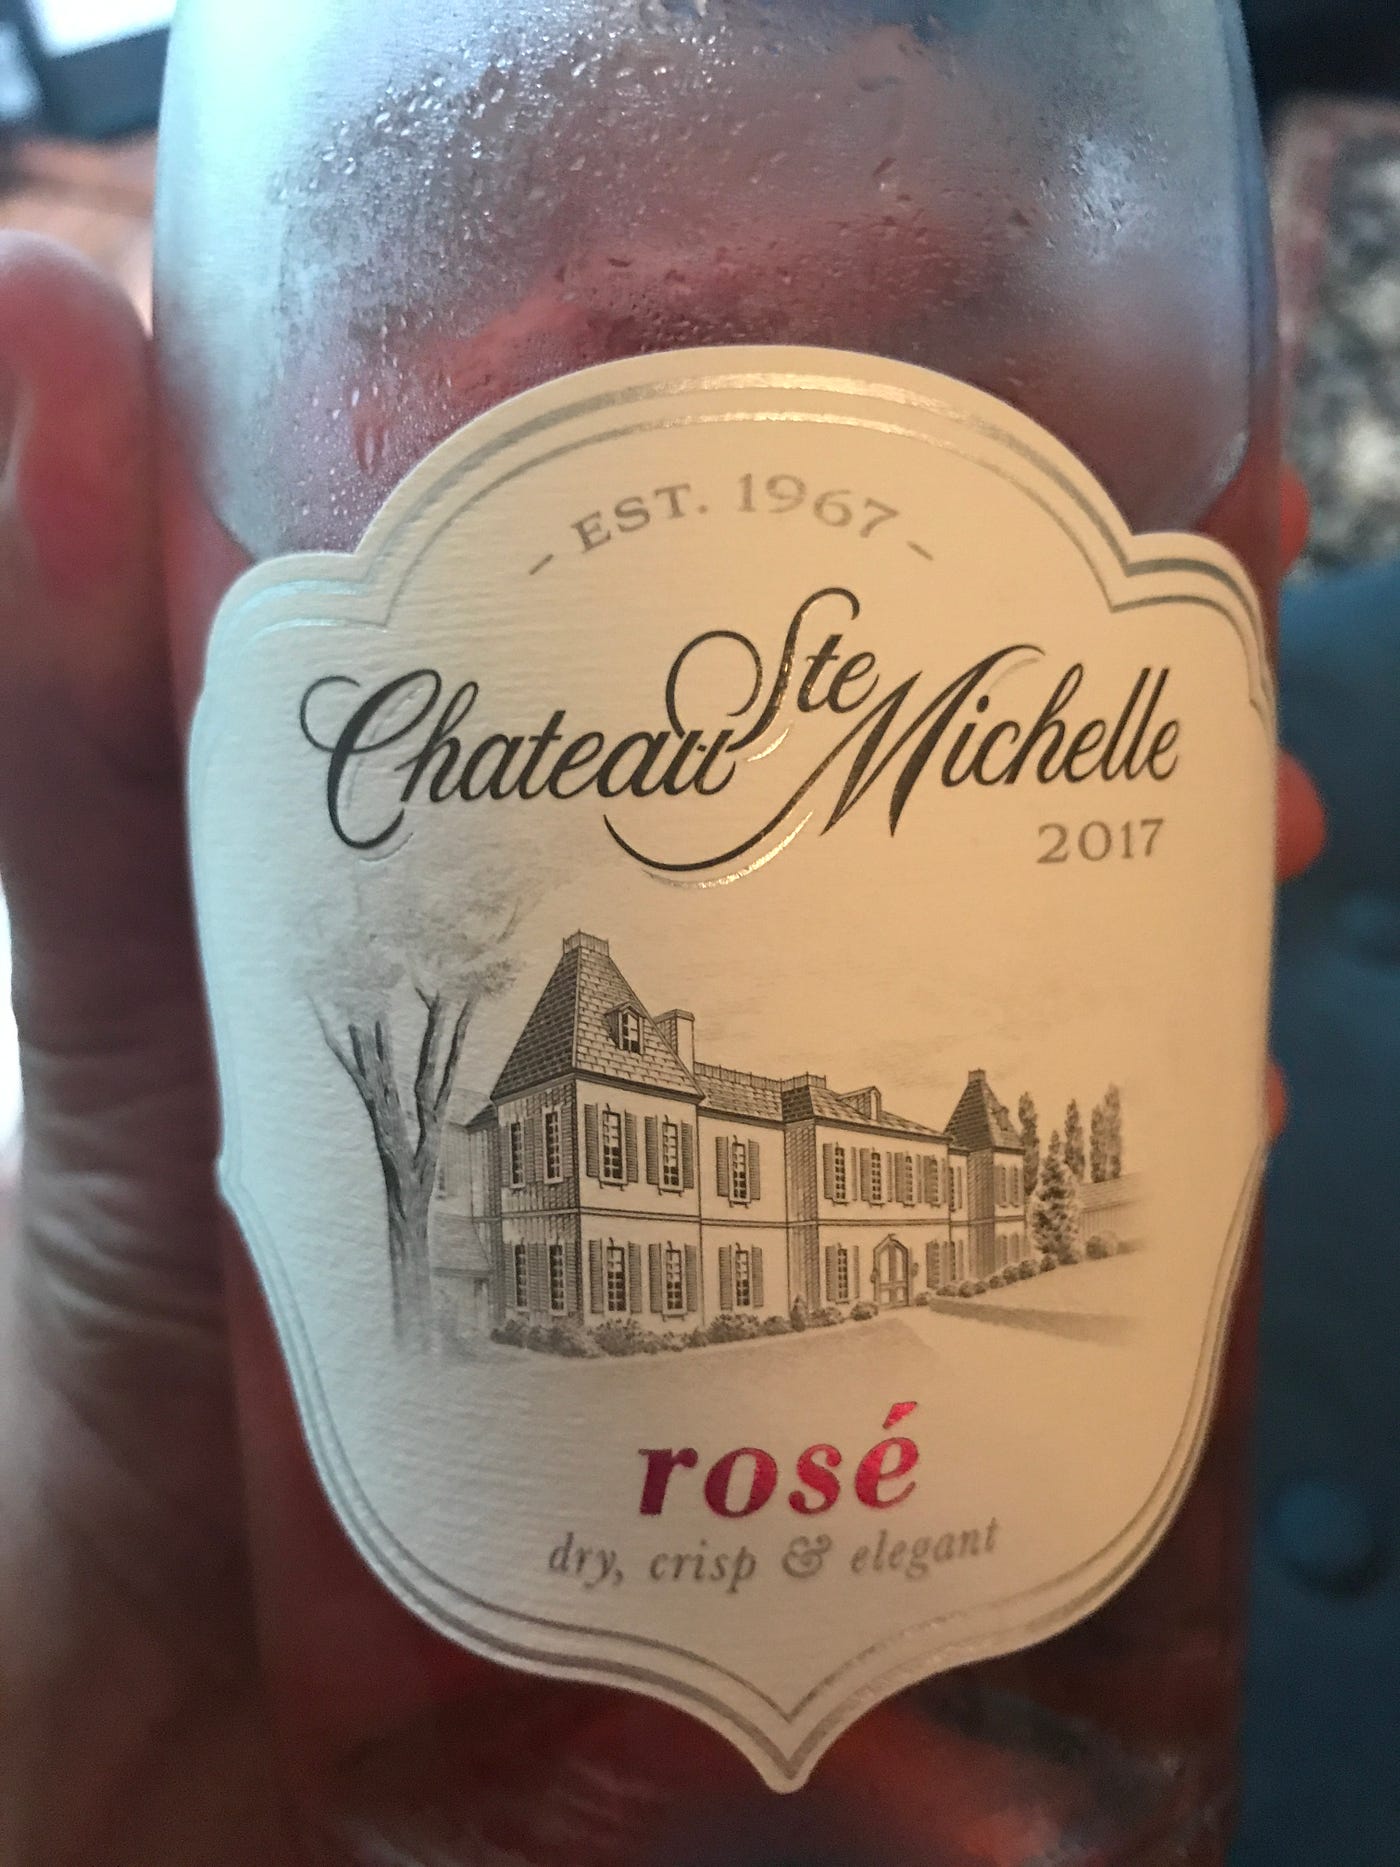 - EST. 1967 -
Chateau Ste Michelle
2017
rosé
dry, crisp & elegant